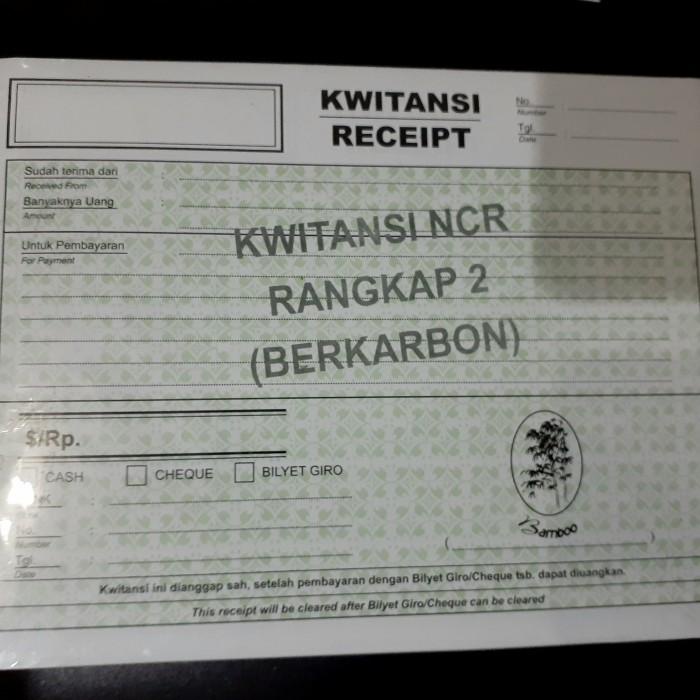 KWITANSI
RECEIPT
No.
Number
Tgl.
Date
Sudah terima dari :
Received From
Banyaknya Uang :
Amount
Untuk Pembayaran :
For Payment
KWITANSI NCR
RANGKAP 2
(BERKARBON)
$/Rp.
CASH CHEQUE BILYET GIRO
No. :
Number
Tgl. :
Date
Bamboo
( )
Kwitansi ini dianggap sah, setelah pembayaran dengan Bilyet Giro/Cheque tsb. dapat diuangkan.
This receipt will be cleared after Bilyet Giro/Cheque can be cleared